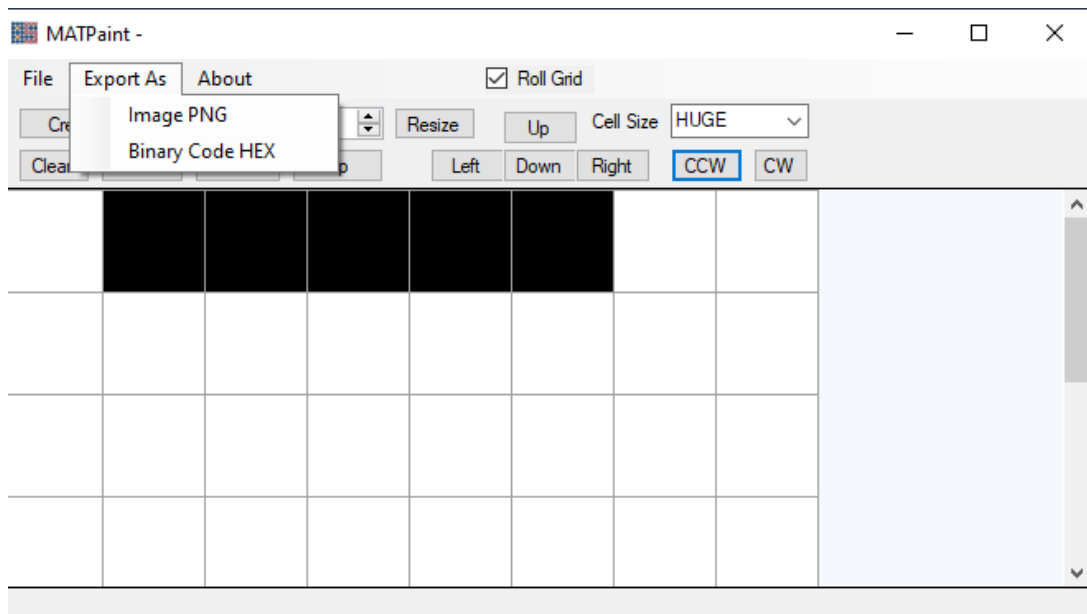 MATPaint -
File Export As About Roll Grid
Image PNG
Binary Code HEX
Resize Up Cell Size HUGE
Left Down Right CCW CW